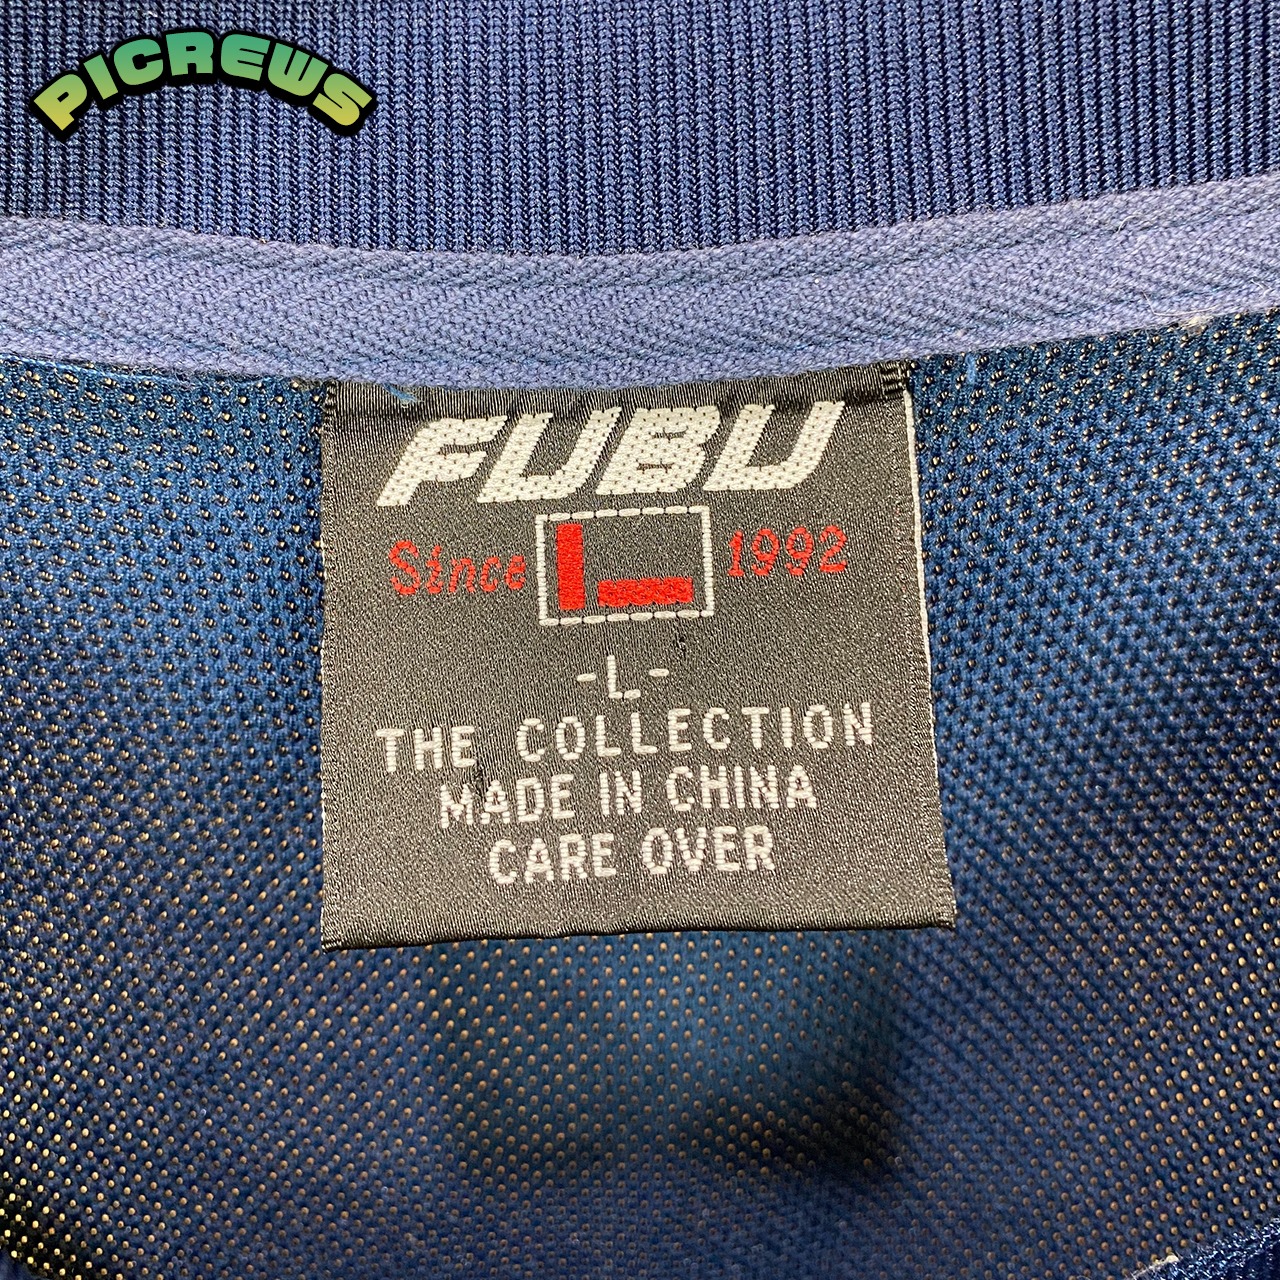 PICREWS
FUBU
Since L 1992
-L-
THE COLLECTION
MADE IN CHINA
CARE OVER